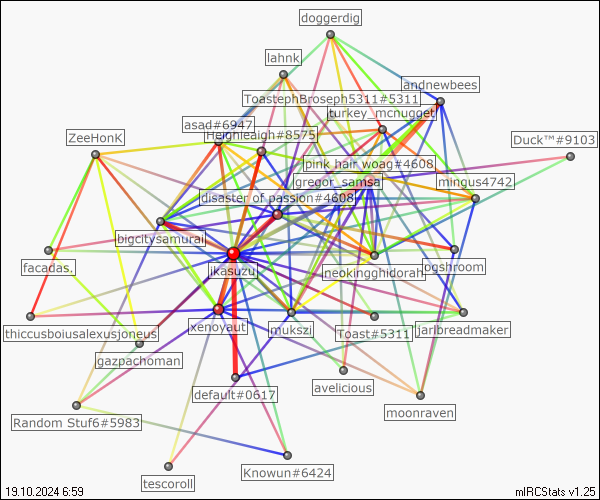 doggerdig
lahnk
andnewbees
ToastephBroseph5311#5311
turkey_mcnugget
asad#6947
Heighleaigh#8575
ZeeHonK
Duck™#9103
pink hair woag#4608
gregor_samsa
mingus4742
disaster of passion#4608
bigcitysamurai
jkasuzu
neokingghidorah
ogshroom
facadas.
thiccusboiusalexusjoneus
xenoyaut
mukszi
Toast#5311
jaribreadmaker
gazpachoman
default#0617
avelicious
moonraven
Random Stuf6#5983
tescoroll
Knowun#6424
19.10.2024 6:59
mIRCStats v1.25